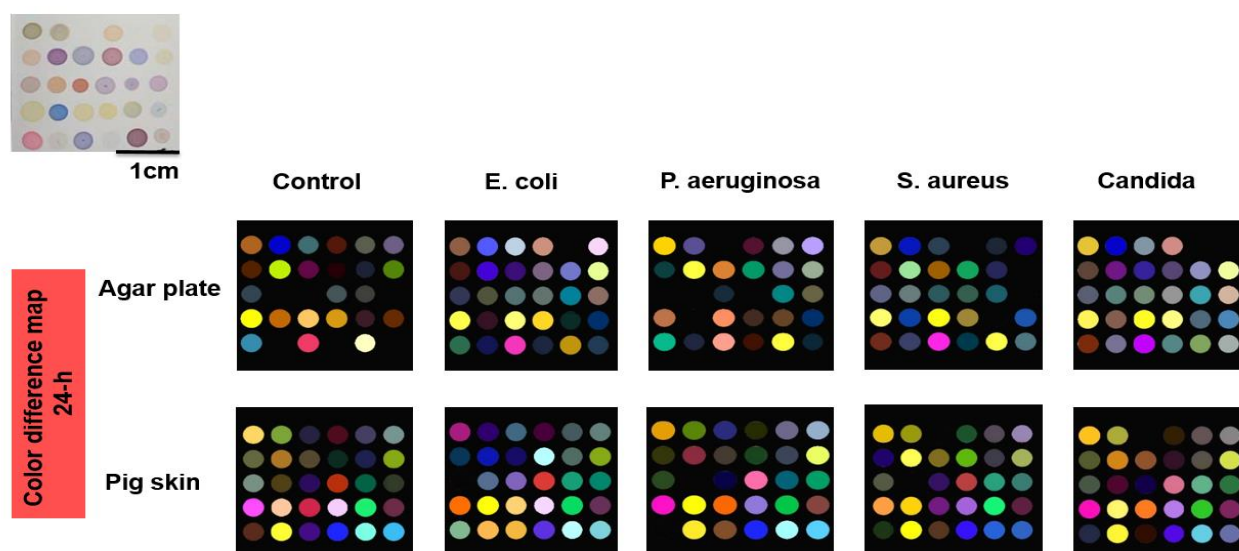 1cm
Control
E. coli
P. aeruginosa
S. aureus
Candida
Color difference map
24-h
Agar plate
Pig skin